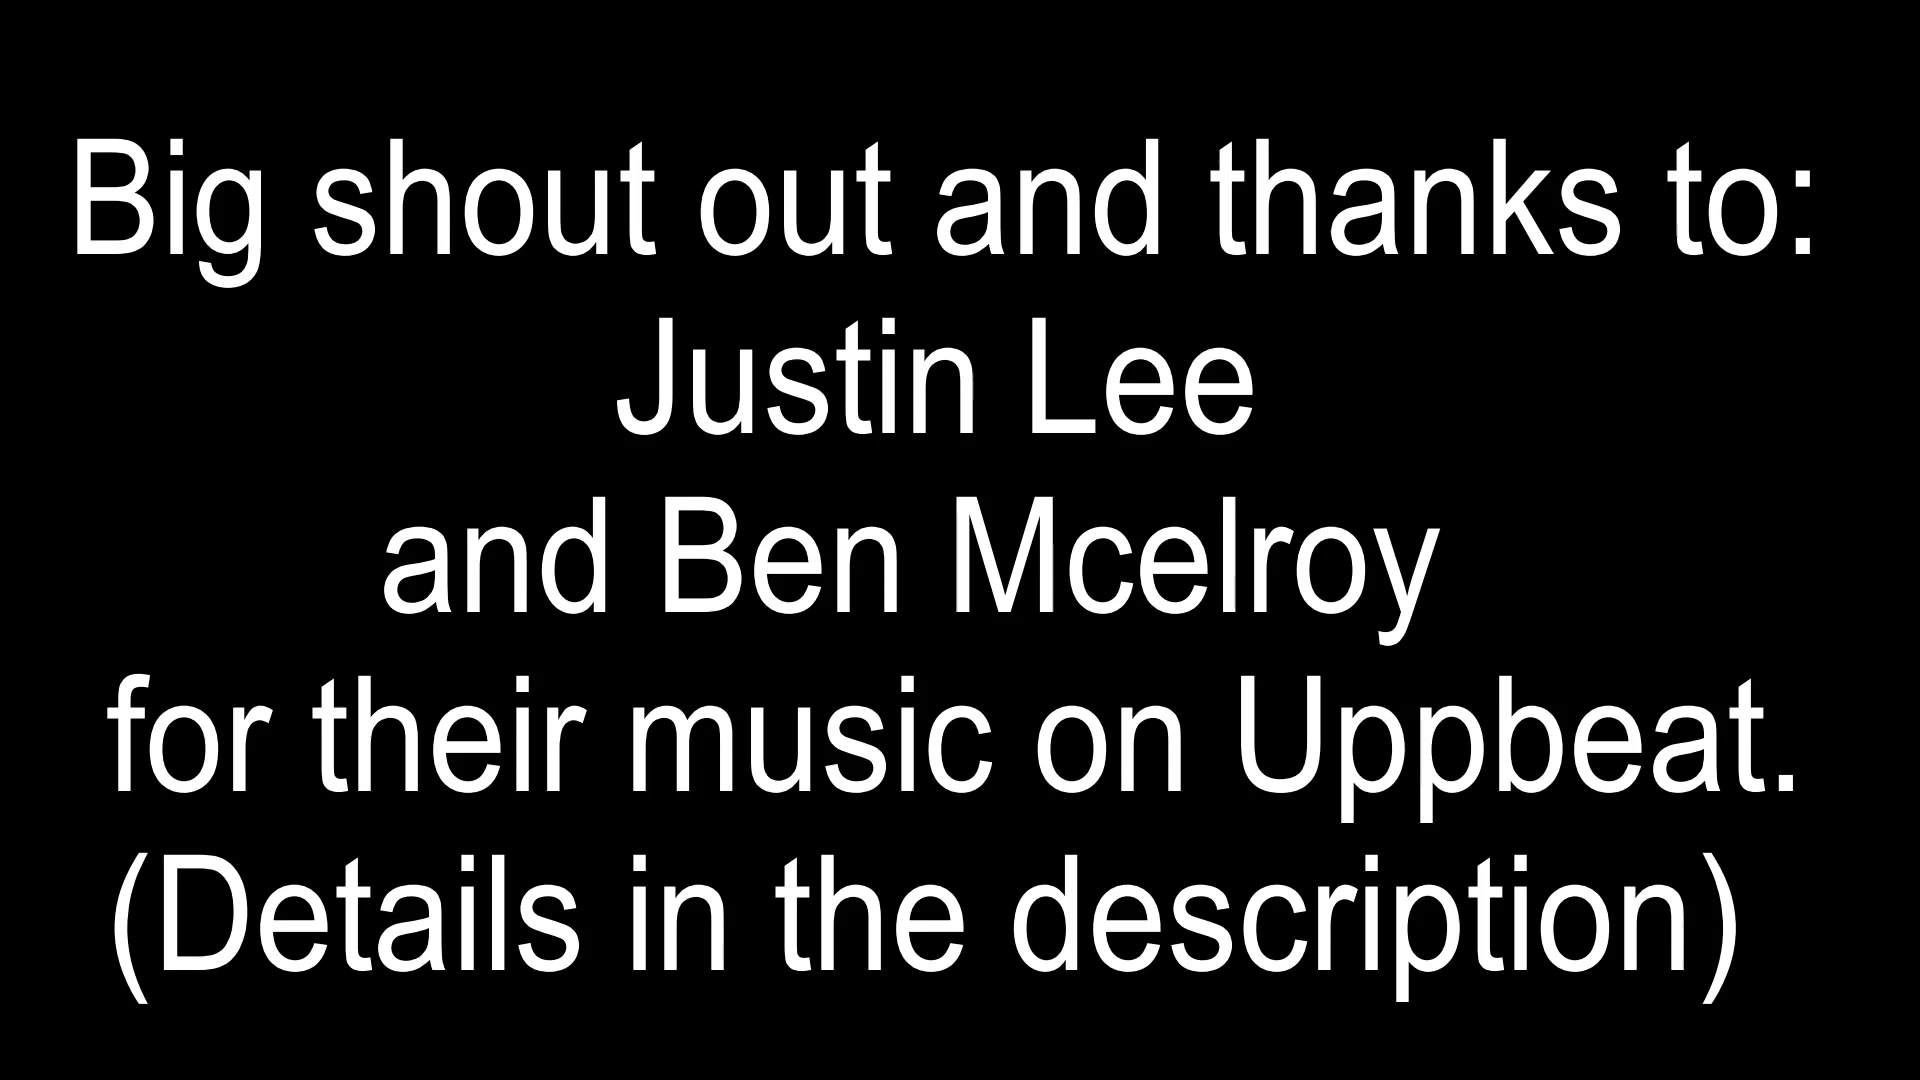 Big shout out and thanks to:
Justin Lee
and Ben Mcelroy
for their music on Uppbeat.
(Details in the description)